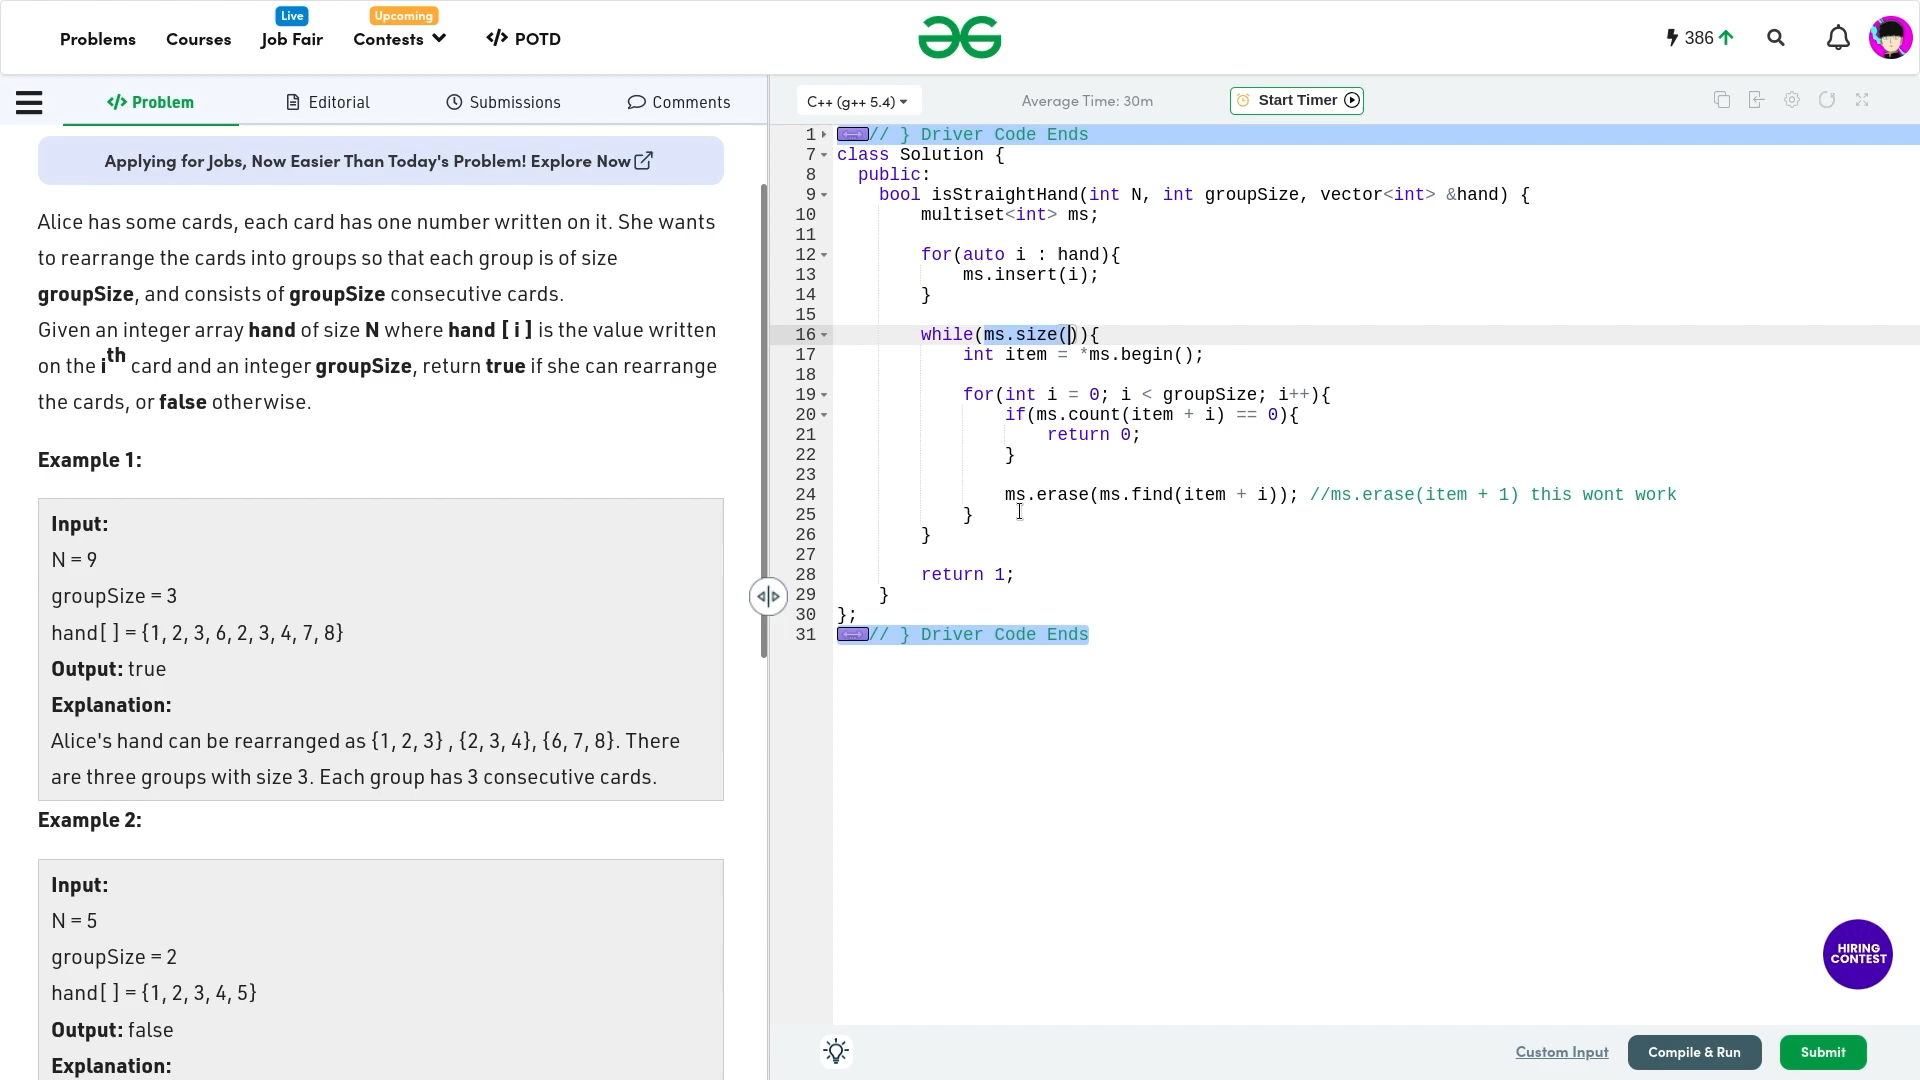 Live
Upcoming
Problems Courses Job Fair Contests </> POTD
386
</> Problem Editorial Submissions Comments
C++ (g++ 5.4) Average Time: 30m Start Timer
Applying for Jobs, Now Easier Than Today's Problem! Explore Now
Alice has some cards, each card has one number written on it. She wants
to rearrange the cards into groups so that each group is of size
groupSize, and consists of groupSize consecutive cards.
Given an integer array hand of size N where hand [ i ] is the value written
on the ith card and an integer groupSize, return true if she can rearrange
the cards, or false otherwise.
Example 1:
Input:
N = 9
groupSize = 3
hand[ ] = {1, 2, 3, 6, 2, 3, 4, 7, 8}
Output: true
Explanation:
Alice's hand can be rearranged as {1, 2, 3} , {2, 3, 4}, {6, 7, 8}. There
are three groups with size 3. Each group has 3 consecutive cards.
Example 2:
Input:
N = 5
groupSize = 2
hand[ ] = {1, 2, 3, 4, 5}
Output: false
Explanation:
1 // } Driver Code Ends
7 class Solution {
8 public:
9 bool isStraightHand(int N, int groupSize, vector<int> &hand) {
10 multiset<int> ms;
11
12 for(auto i : hand){
13 ms.insert(i);
14 }
15
16 while(ms.size()){
17 int item = *ms.begin();
18
19 for(int i = 0; i < groupSize; i++){
20 if(ms.count(item + i) == 0){
21 return 0;
22 }
23
24 ms.erase(ms.find(item + i)); //ms.erase(item + 1) this wont work
25 }
26 }
27
28 return 1;
29 }
30 };
31 // } Driver Code Ends
HIRING
CONTEST
Custom Input Compile & Run Submit